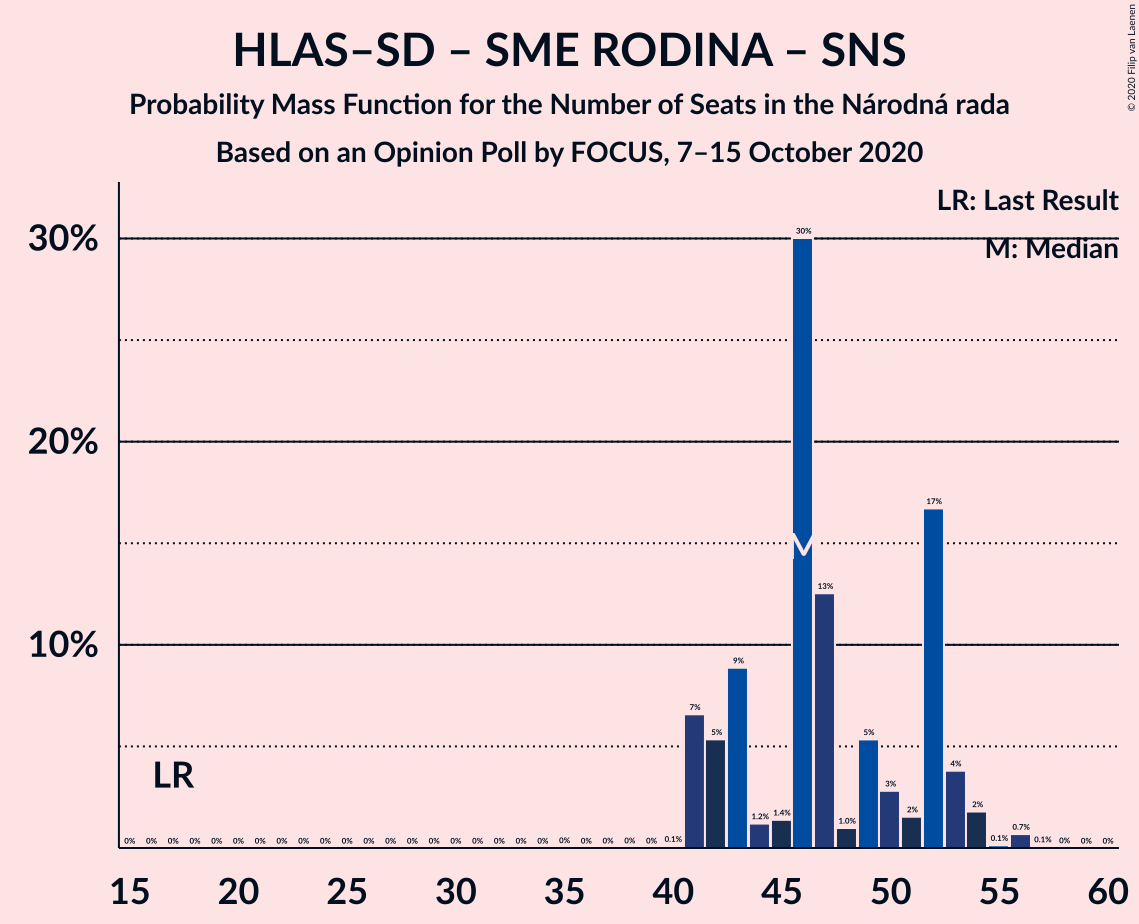 HLAS–SD – SME RODINA – SNS
Probability Mass Function for the Number of Seats in the Národná rada
Based on an Opinion Poll by FOCUS, 7–15 October 2020
© 2020 Filip van Laenen
LR: Last Result
M: Median
30%
20%
10%
LR
M
0% 0% 0% 0% 0% 0% 0% 0% 0% 0% 0% 0% 0% 0% 0% 0% 0% 0% 0% 0% 0% 0% 0% 0% 0% 0.1% 7% 5% 9% 1.2% 1.4% 30% 13% 1.0% 5% 3% 2% 17% 4% 2% 0.1% 0.7% 0.1% 0% 0% 0%
15 20 25 30 35 40 45 50 55 60